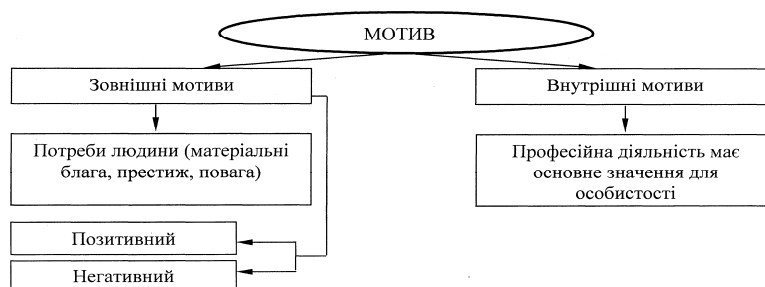 МОТИВ
Зовнішні мотиви
Внутрішні мотиви
Потреби людини (матеріальні
блага, престиж, повага)
Професійна діяльність має
основне значення для
особистості
Позитивний
Негативний